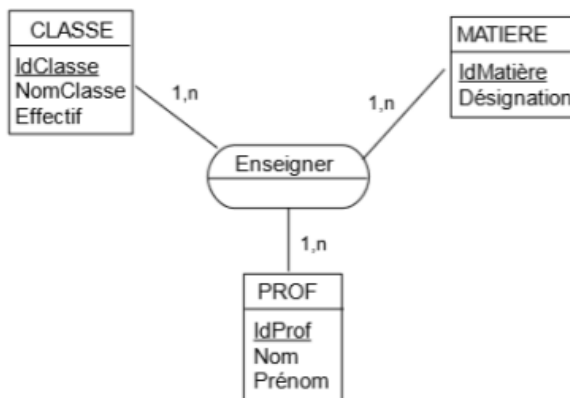 CLASSE
IdClasse
NomClasse
Effectif
MATIERE
IdMatière
Désignation
1,n
1,n
Enseigner
1,n
PROF
IdProf
Nom
Prénom